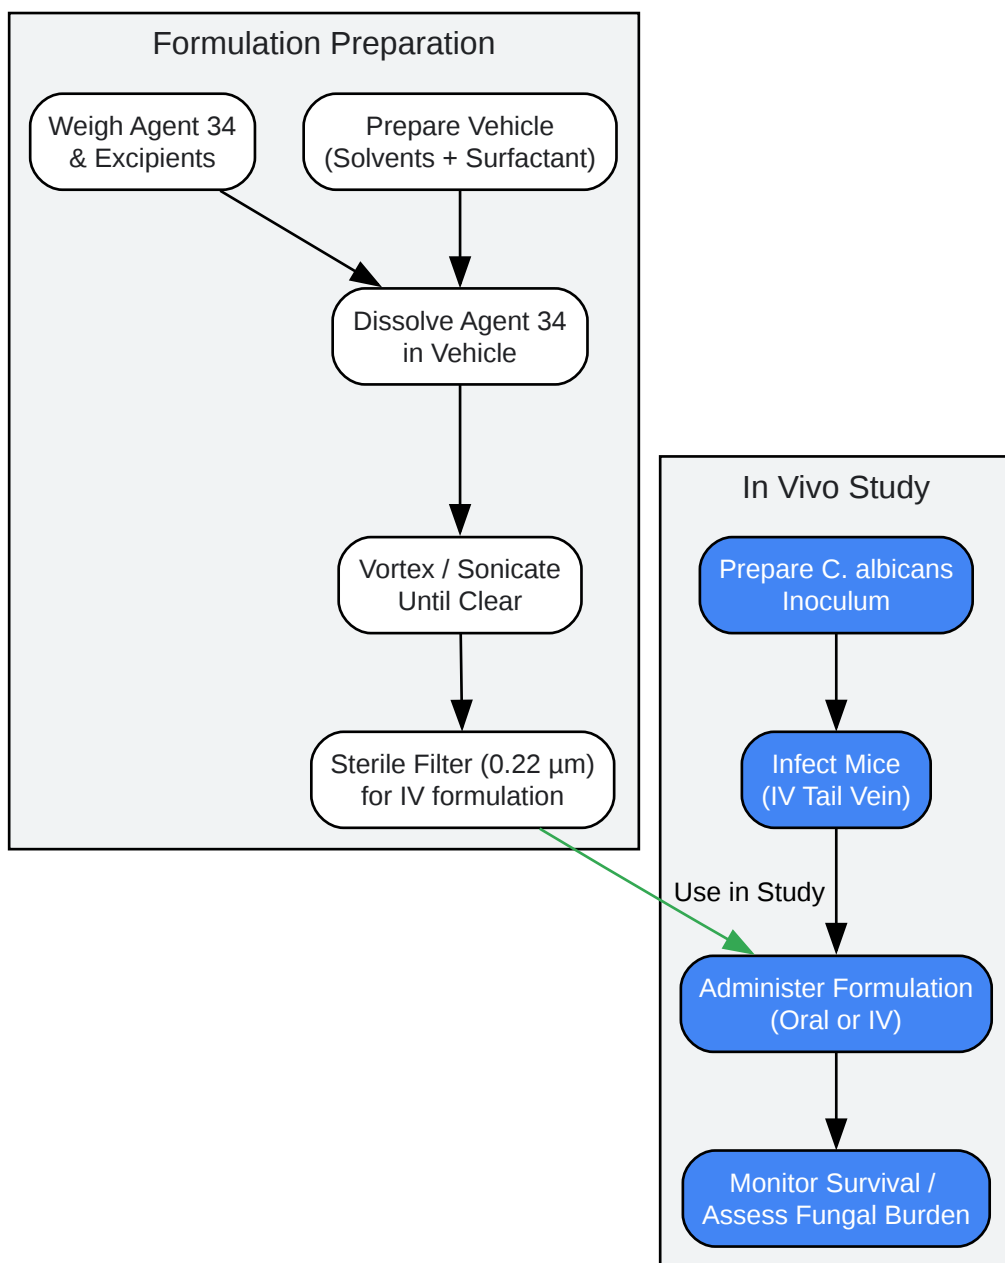 Formulation Preparation
Weigh Agent 34
& Excipients
Prepare Vehicle
(Solvents + Surfactant)
Dissolve Agent 34
in Vehicle
Vortex / Sonicate
Until Clear
Sterile Filter (0.22 µm)
for IV formulation
In Vivo Study
Prepare C. albicans
Inoculum
Infect Mice
(IV Tail Vein)
Use in Study
Administer Formulation
(Oral or IV)
Monitor Survival /
Assess Fungal Burden